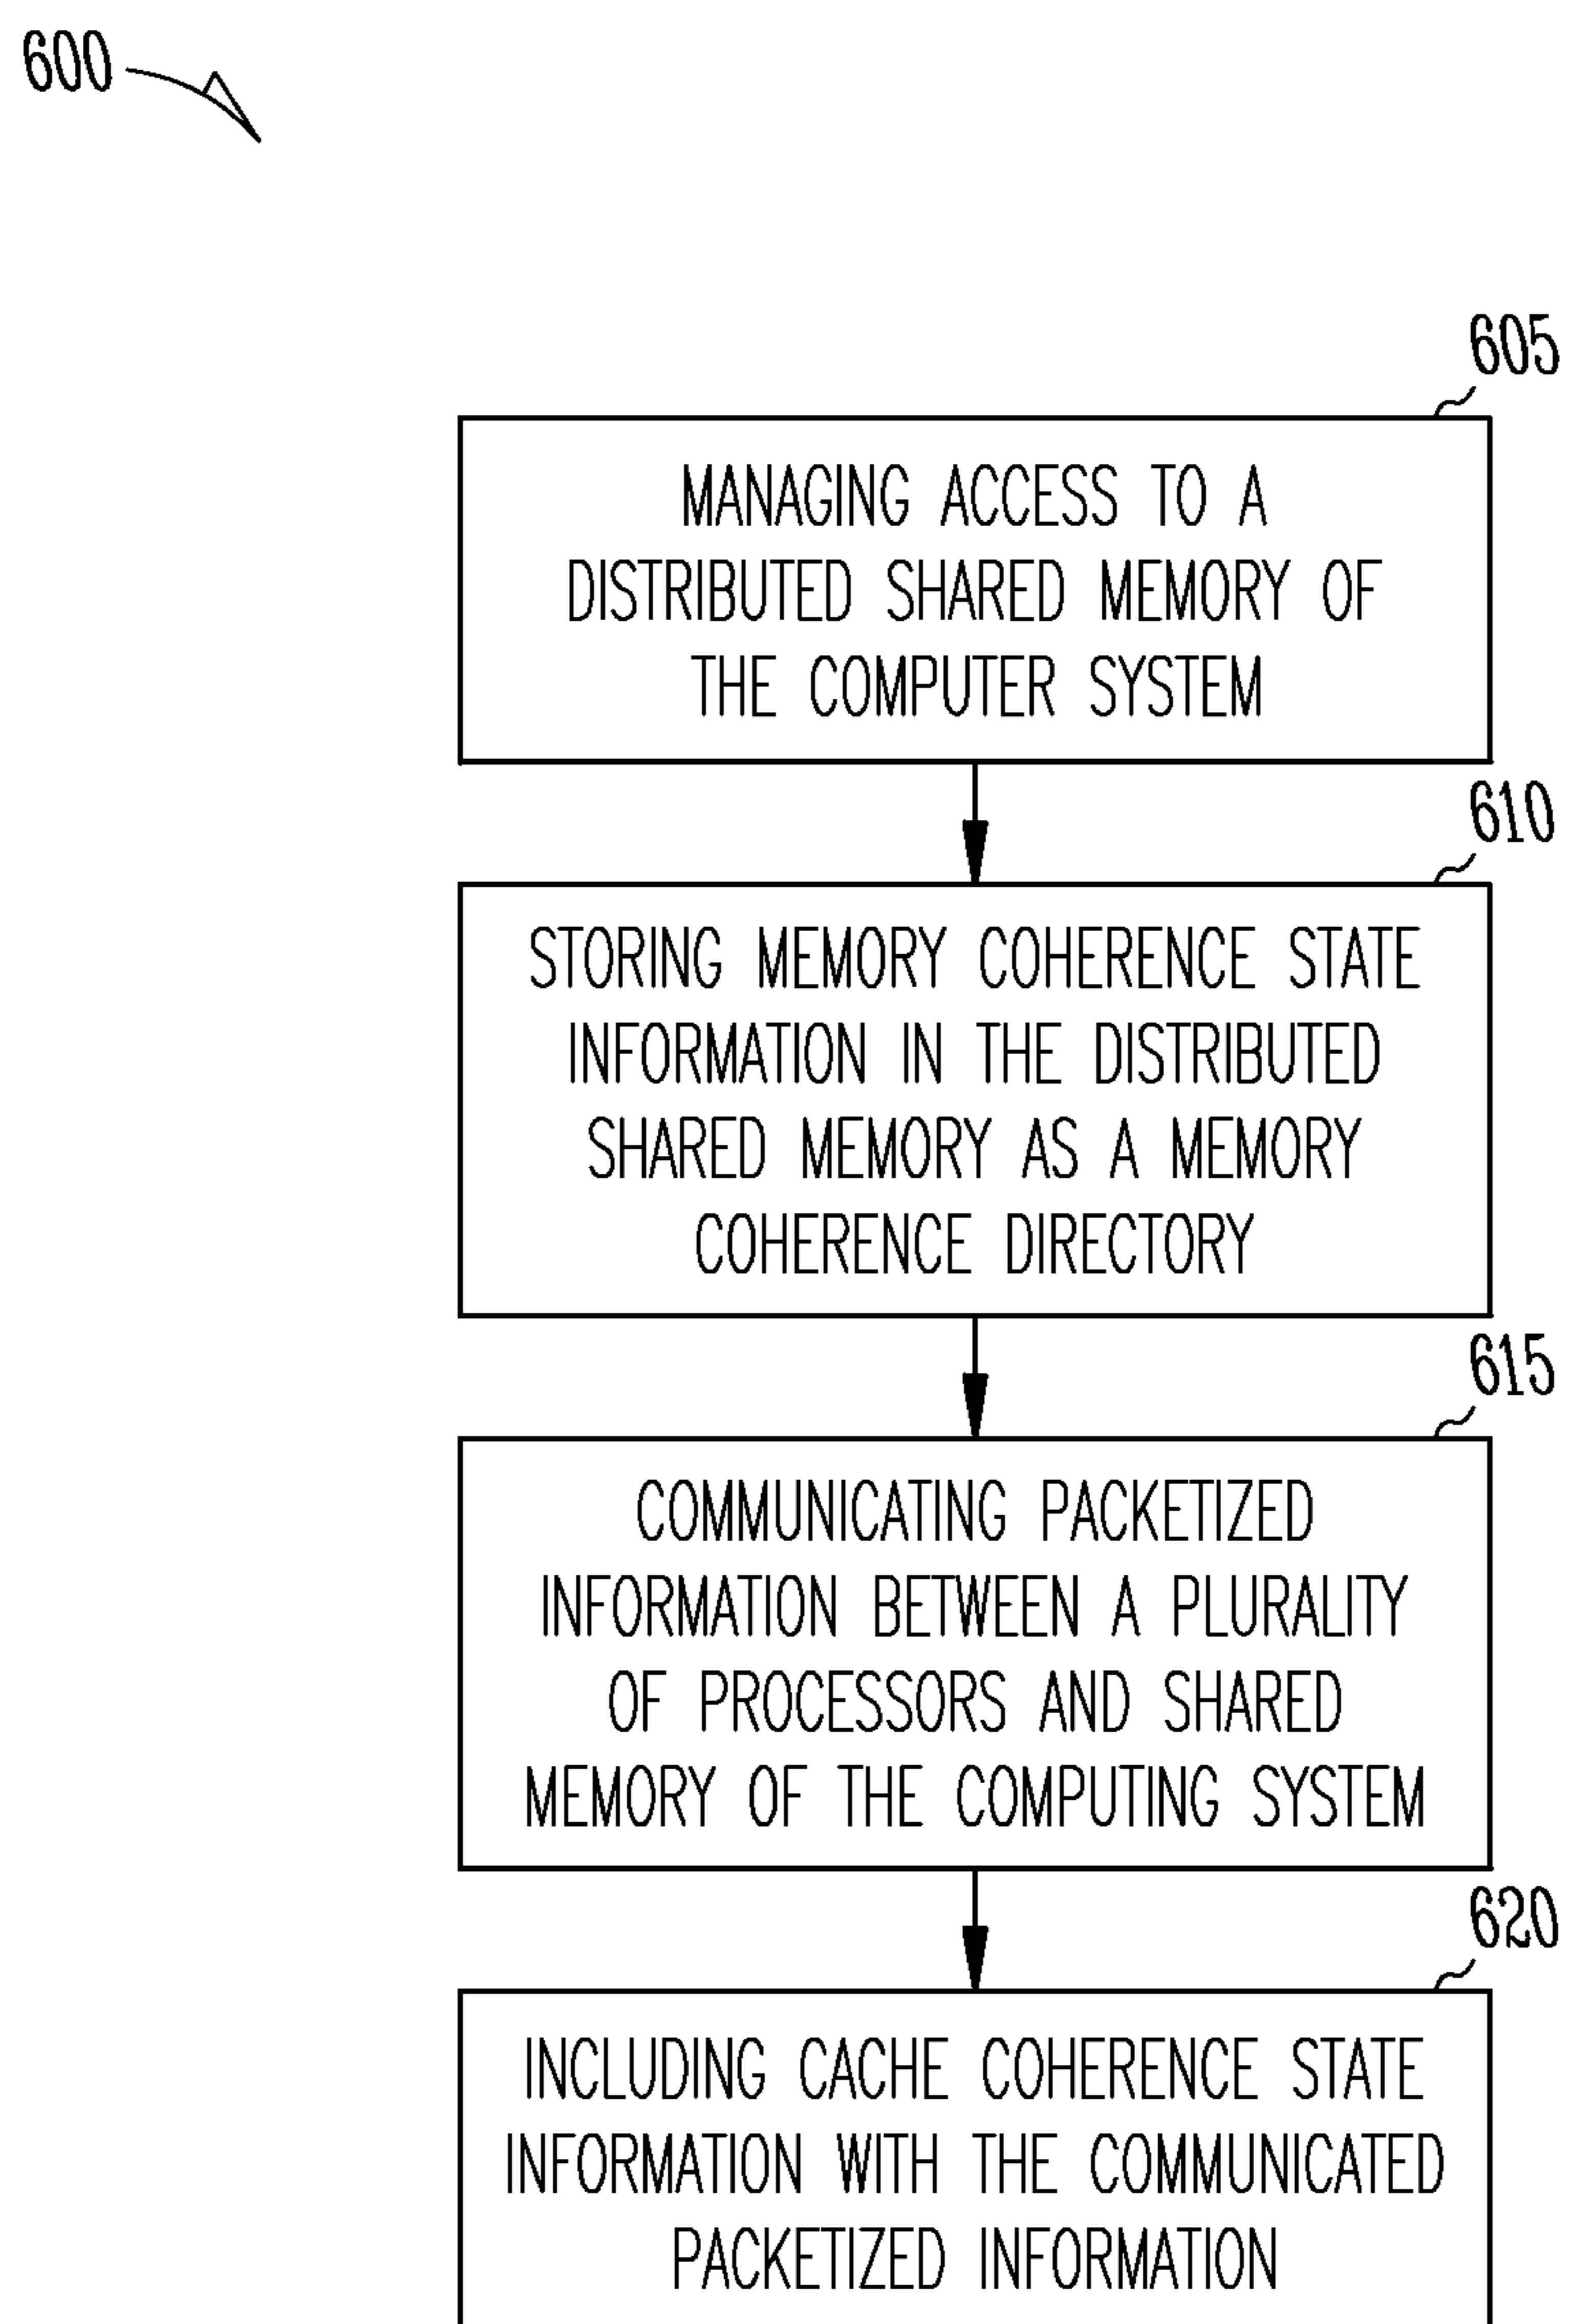 600
605
MANAGING ACCESS TO A
DISTRIBUTED SHARED MEMORY OF
THE COMPUTER SYSTEM
610
STORING MEMORY COHERENCE STATE
INFORMATION IN THE DISTRIBUTED
SHARED MEMORY AS A MEMORY
COHERENCE DIRECTORY
615
COMMUNICATING PACKETIZED
INFORMATION BETWEEN A PLURALITY
OF PROCESSORS AND SHARED
MEMORY OF THE COMPUTING SYSTEM
620
INCLUDING CACHE COHERENCE STATE
INFORMATION WITH THE COMMUNICATED
PACKETIZED INFORMATION